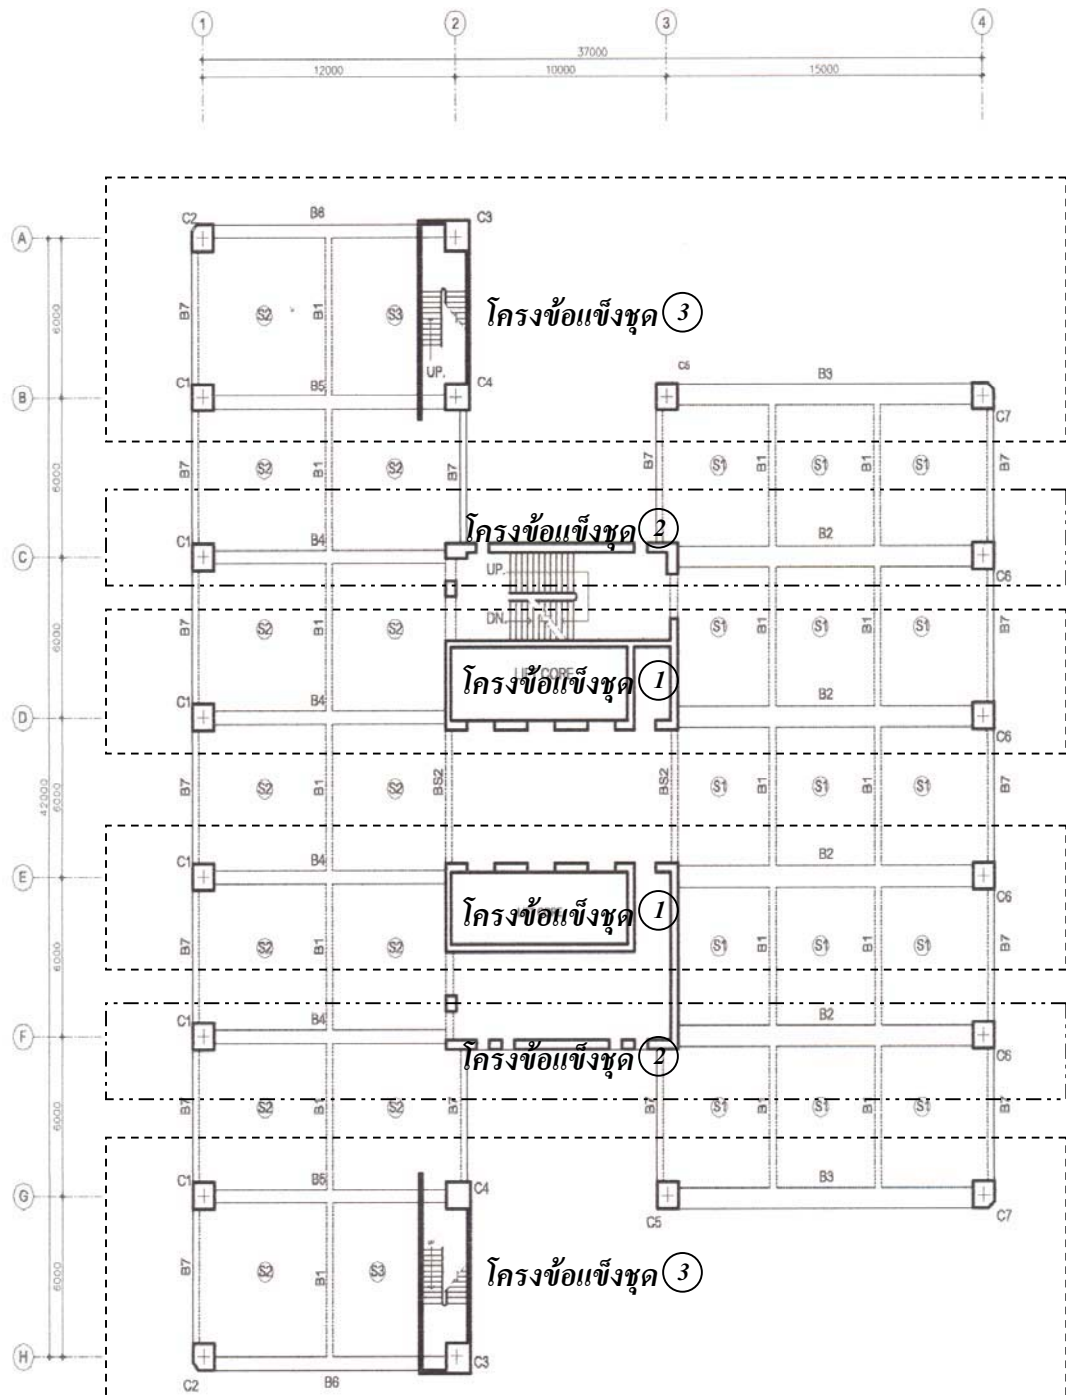 1 2 3 4
37000
12000 10000 15000
C2 B6 C3
A
B7 S2 B1 S3 โครงข้อแข็งชุด 3
6000
UP.
C1 B5 C4 C5 B3
B C7
B7 S2 B1 S2 B7 B7 S1 B1 S1 B1 S1 B7
6000
โครงข้อแข็งชุด 2
C1 B4 B2
C C6
UP.
6000
B7 S2 B1 S2 DN. S1 B1 S1 B1 S1 B7
โครงข้อแข็งชุด 1
C1 B4 B2
D C6
42000 6000
B7 S2 B1 S2 BS2 BS2 S1 B1 S1 B1 S1 B7
C1 B4 B2
E C6
โครงข้อแข็งชุด 1
6000
B7 S2 B1 S2 S1 B1 S1 B1 S1 B7
C1 B4 B2
F C6
โครงข้อแข็งชุด 2
6000
B7 S2 B1 S2 B7 B7 S1 B1 S1 B1 S1 B7
C1 B5 C4 B3
G C5 C7
6000
B7 S2 B1 S3 โครงข้อแข็งชุด 3
H C3
C2 B6